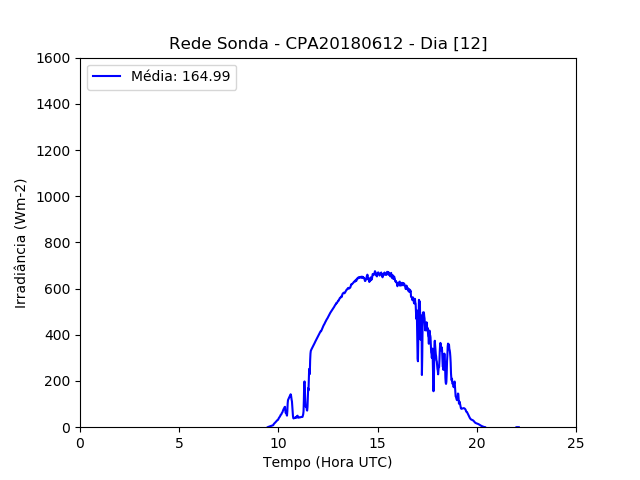 Rede Sonda - CPA20180612 - Dia [12]
Média: 164.99
1600
1400
1200
1000
800
600
400
200
0
Irradiância (Wm-2)
0 5 10 15 20 25
Tempo (Hora UTC)